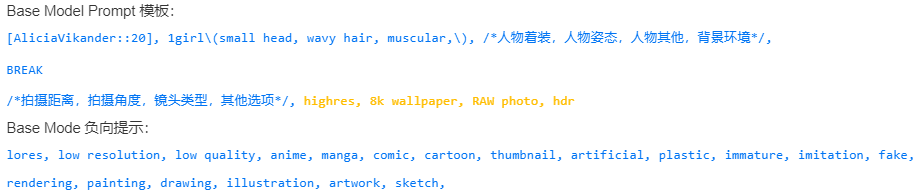 Base Model Prompt 模板：
[AliciaVikander::20], 1girl\(small head, wavy hair, muscular,\), /*人物着装，人物姿态，人物其他，背景环境*/,
BREAK
/*拍摄距离，拍摄角度，镜头类型，其他选项*/, highres, 8k wallpaper, RAW photo, hdr
Base Mode 负向提示：
lores, low resolution, low quality, anime, manga, comic, cartoon, thumbnail, artificial, plastic, immature, imitation, fake,
rendering, painting, drawing, illustration, artwork, sketch,